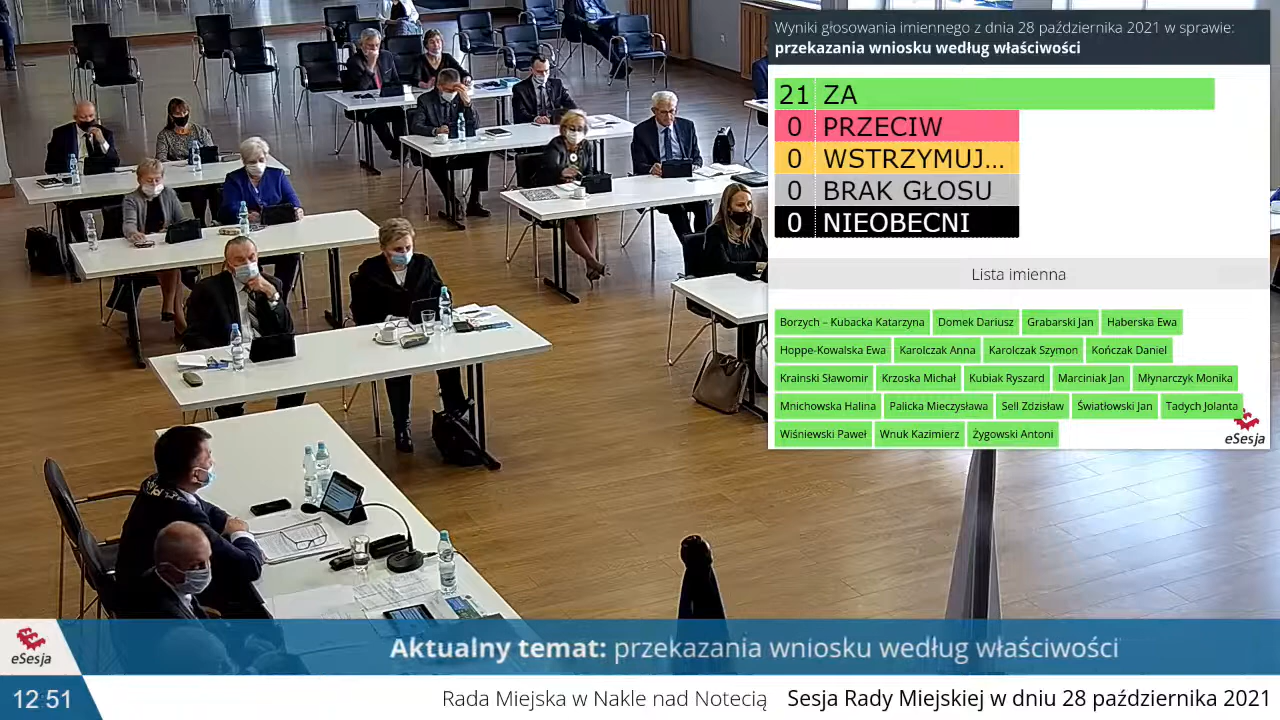 Wyniki głosowania imiennego z dnia 28 października 2021 w sprawie:
przekazania wniosku według właściwości
21 ZA
0 PRZECIW
0 WSTRZYMUJ...
0 BRAK GŁOSU
0 NIEOBECNI
Lista imienna
Borzych – Kubacka Katarzyna Domek Dariusz Grabarski Jan Haberska Ewa
Hoppe-Kowalska Ewa Karolczak Anna Karolczak Szymon Kończak Daniel
Krainski Sławomir Krzoska Michał Kubiak Ryszard Marciniak Jan Młynarczyk Monika
Mnichowska Halina Palicka Mieczysława Sell Zdzisław Światłowski Jan Tadych Jolanta
Wiśniewski Paweł Wnuk Kazimierz Żygowski Antoni
eSesja
Aktualny temat: przekazania wniosku według właściwości
eSesja
12:51
Rada Miejska w Nakle nad Notecią Sesja Rady Miejskiej w dniu 28 października 2021